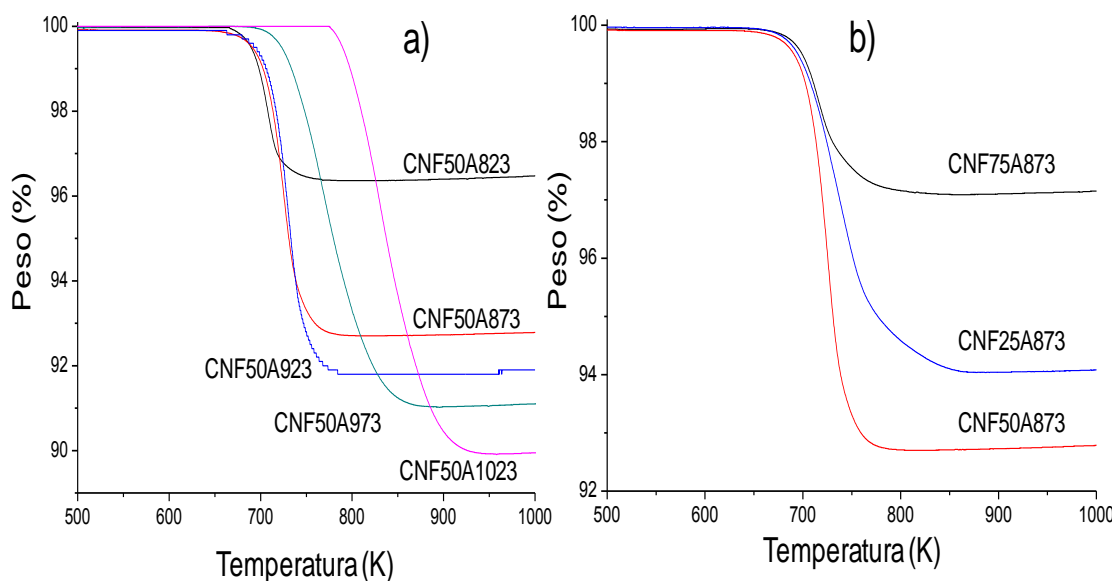 a)
100
98
96
94
92
90
Peso (%)
CNF50A823
CNF50A873
CNF50A923
CNF50A973
CNF50A1023
500 600 700 800 900 1000
Temperatura (K)
b)
100
98
96
94
92
Peso (%)
CNF75A873
CNF25A873
CNF50A873
500 600 700 800 900 1000
Temperatura (K)